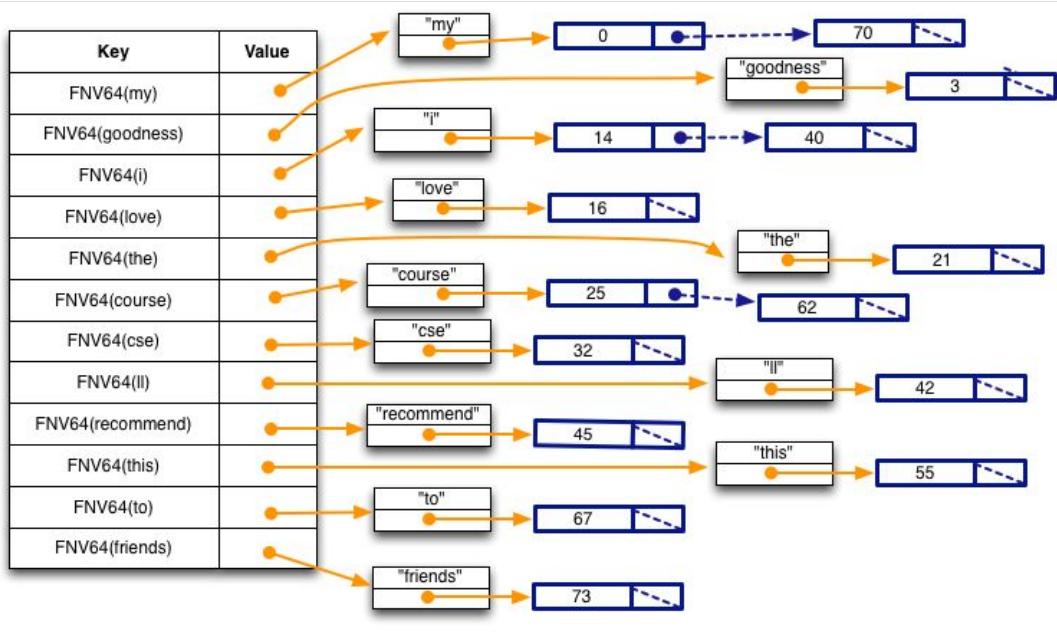 Key Value
FNV64(my) "my" 0 70
FNV64(goodness) "goodness" 3
FNV64(i) "i" 14 40
FNV64(love) "love" 16
FNV64(the) "the" 21
FNV64(course) "course" 25 62
FNV64(cse) "cse" 32
FNV64(ll) "ll" 42
FNV64(recommend) "recommend" 45
FNV64(this) "this" 55
FNV64(to) "to" 67
FNV64(friends) "friends" 73